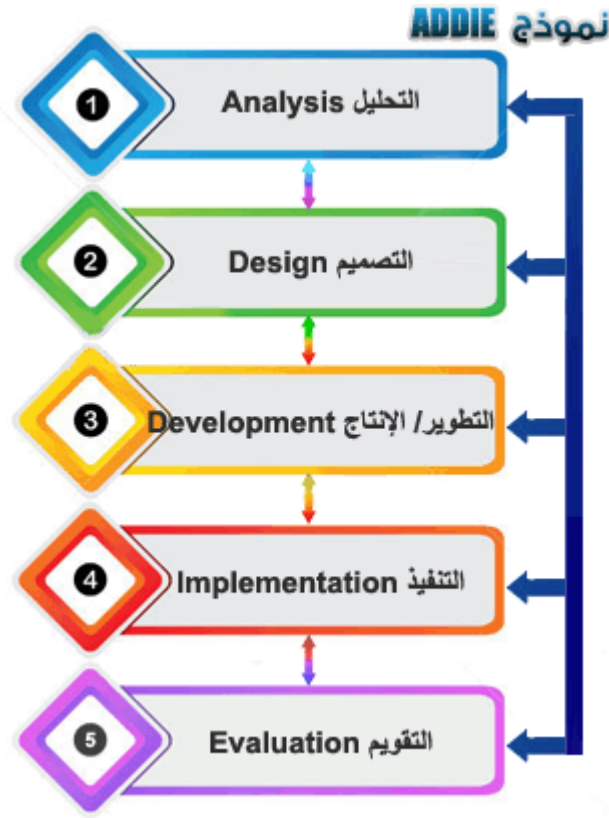 نموذج ADDIE
1
التحليل Analysis
2
التصميم Design
3
التطوير/ الإنتاج Development
4
التنفيذ Implementation
5
التقويم Evaluation